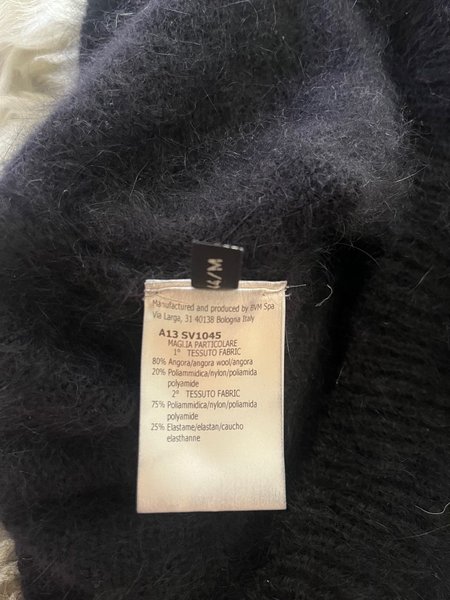 44/M
Manufactured and produced by BVM Spa
Via Larga, 31 40138 Bologna Italy
A13 SV1045
MAGLIA PARTICOLARE
1° TESSUTO FABRIC
80% Angora/angora wool/angora
20% Poliammidica/nylon/poliamida
polyamide
2° TESSUTO FABRIC
75% Poliammidica/nylon/poliamida
polyamide
25% Elastame/elastan/caucho
elasthanne